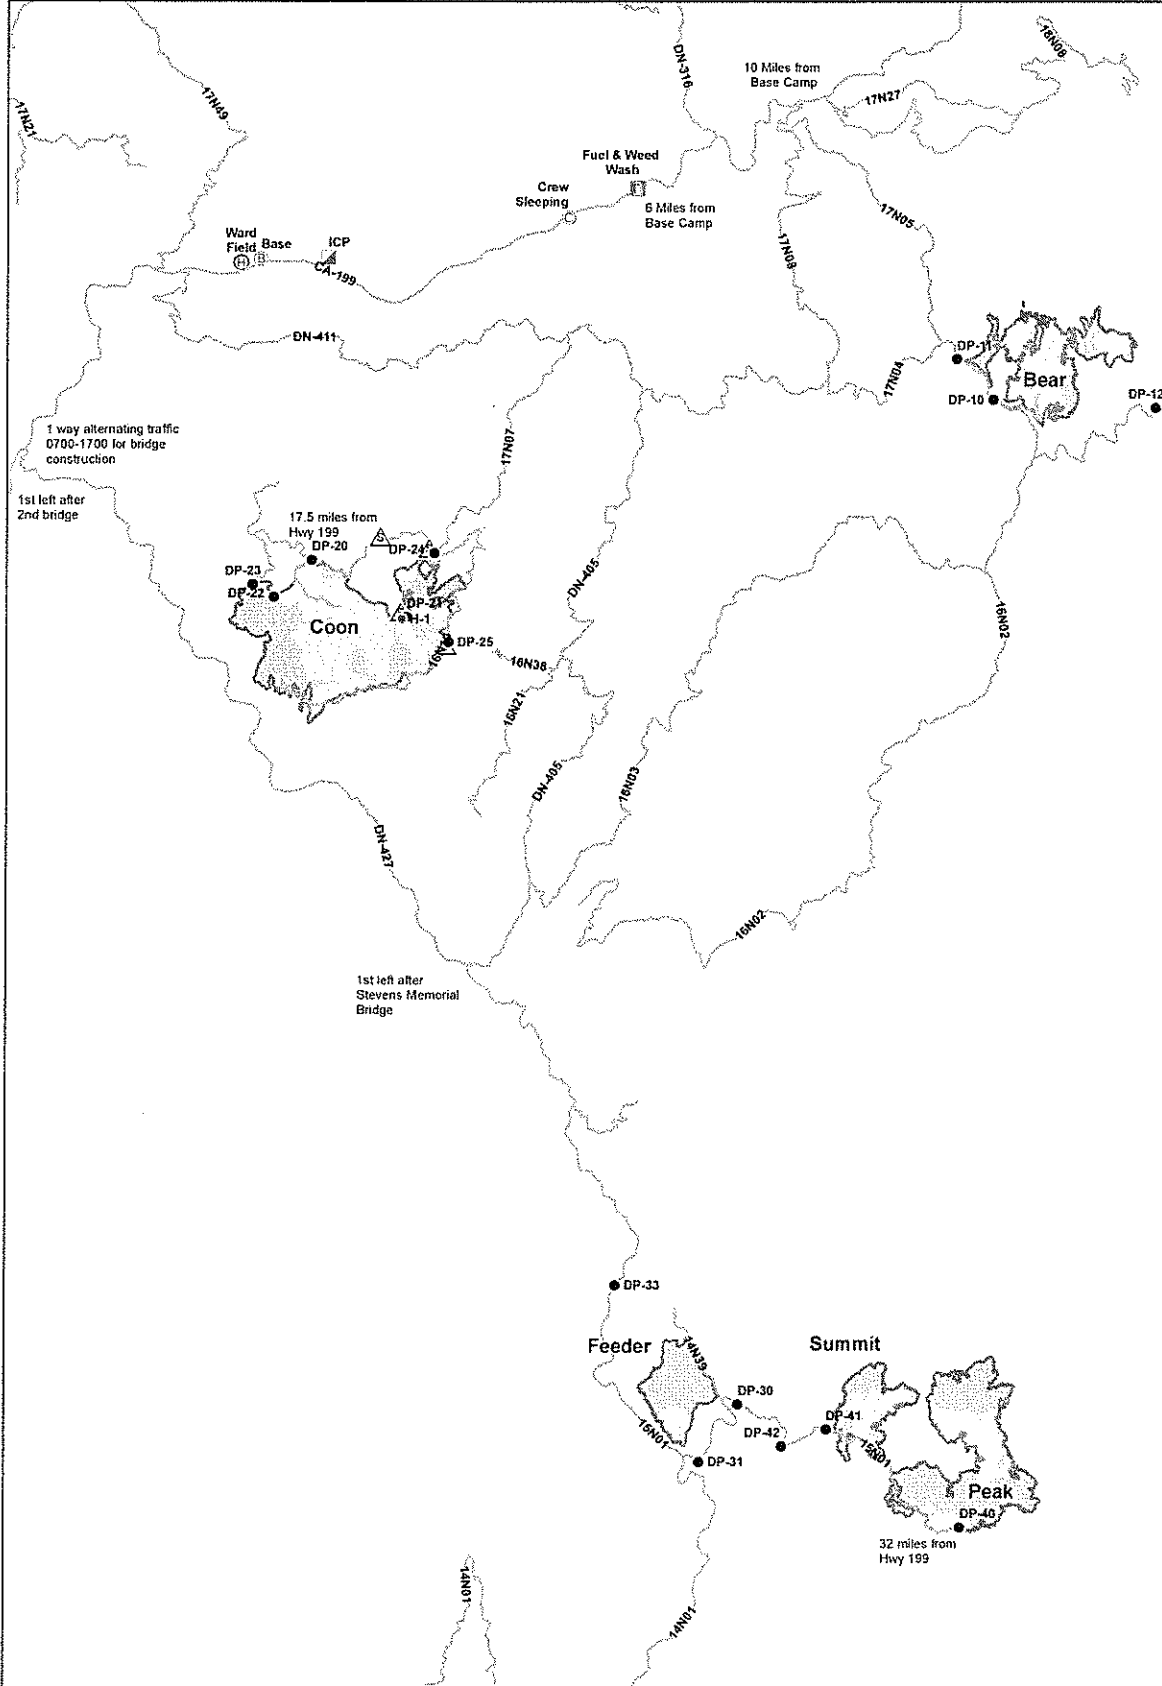 18N08
DN-316
10 Miles from
Base Camp
17N27
17N49
17N21
Fuel & Weed
Wash
Crew
Sleeping
6 Miles from
Base Camp
17N05
Ward
Field
Base
ICP
H
B
CA-199
17N08
DN-411
DP-11
Bear
17N04
DP-10
DP-12
1 way alternating traffic
0700-1700 for bridge
construction
17N07
1st left after
2nd bridge
17.5 miles from
Hwy 199
S
DP-20
DP-24
DP-23
DP-22
DN-405
DP-21
H-1
Coon
16N02
DP-25
16N38
16N21
DN-405
16N03
DN-427
16N02
1st left after
Stevens Memorial
Bridge
DP-33
Feeder
14N39
Summit
DP-30
DP-41
DP-42
15N01
15N01
DP-31
Peak
DP-40
32 miles from
Hwy 199
14N01
14N01